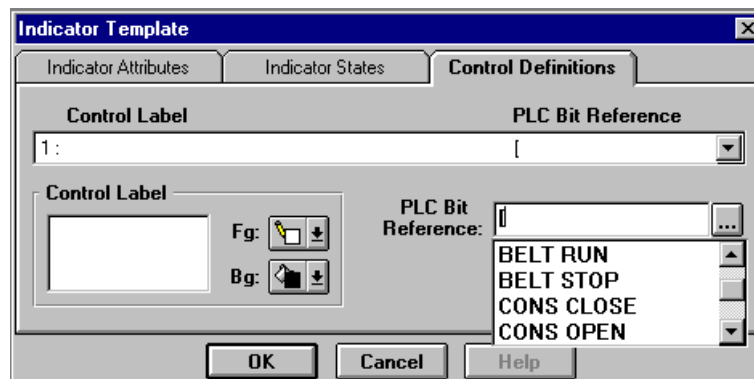 Indicator Template
Indicator Attributes Indicator States Control Definitions
Control Label PLC Bit Reference
1 : [
Control Label
Fg:
Bg:
PLC Bit
Reference: [ ...
BELT RUN
BELT STOP
CONS CLOSE
CONS OPEN
OK Cancel Help